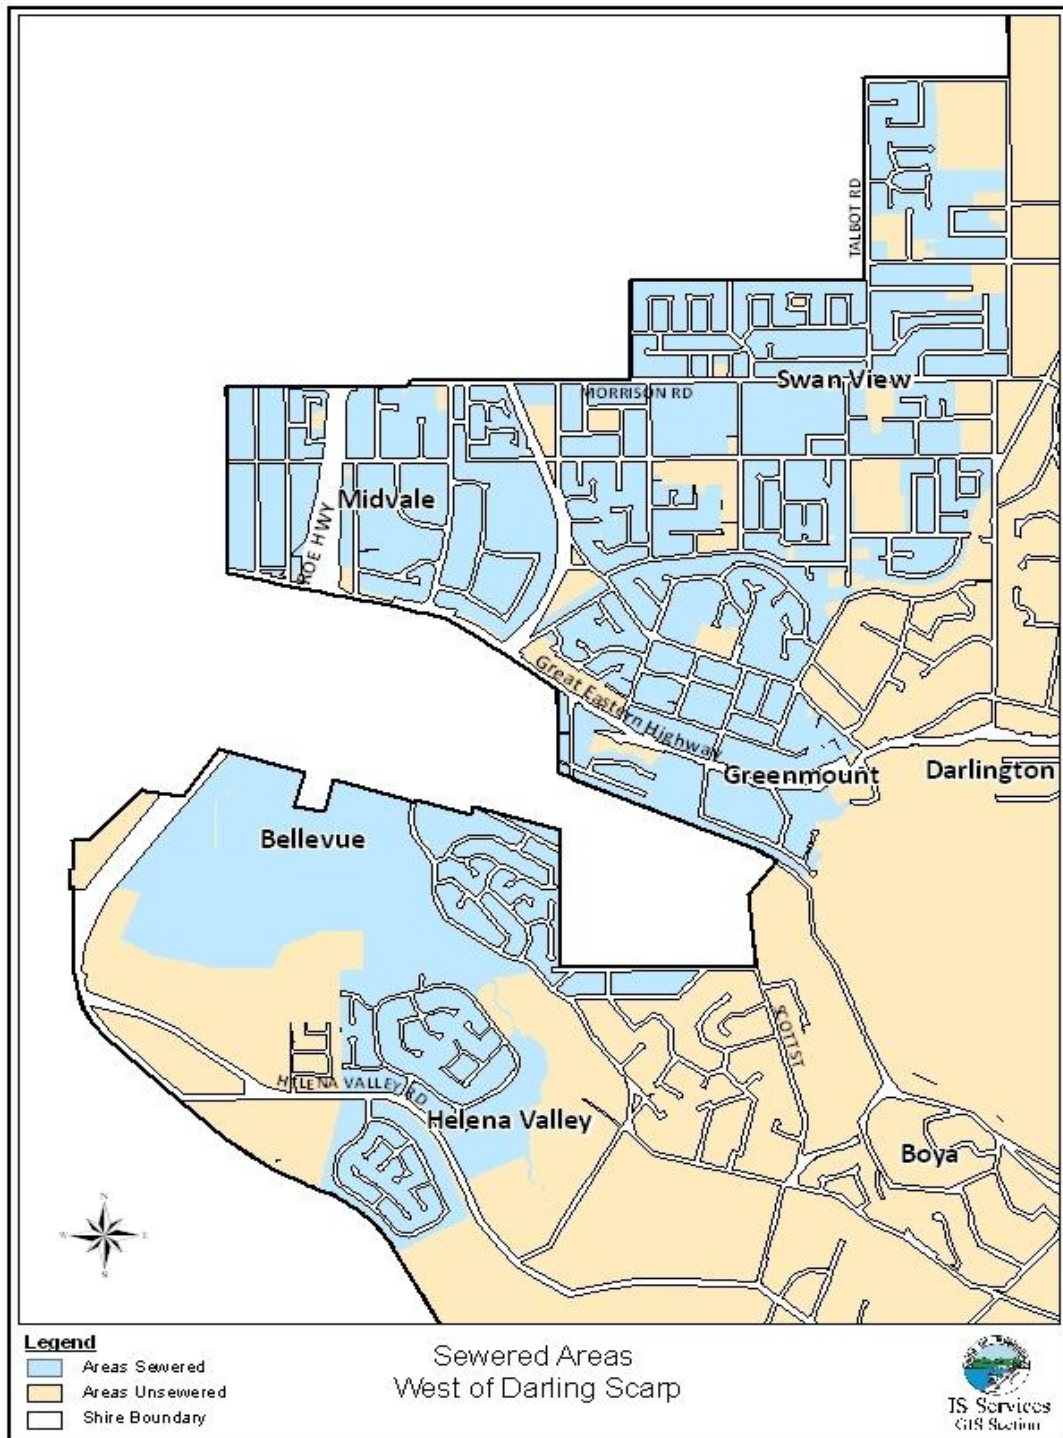 TALBOT RD
Swan View
MORRISON RD
Midvale
ROE HWY
Great Eastern Highway
Greenmount
Darlington
Bellevue
SCOTT ST
HELENA VALLEY RD
Helena Valley
Boya
N
W
E
S
Legend
Areas Sewered
Areas Unsewered
Shire Boundary
Sewered Areas
West of Darling Scarp
IS Services
GIS Section